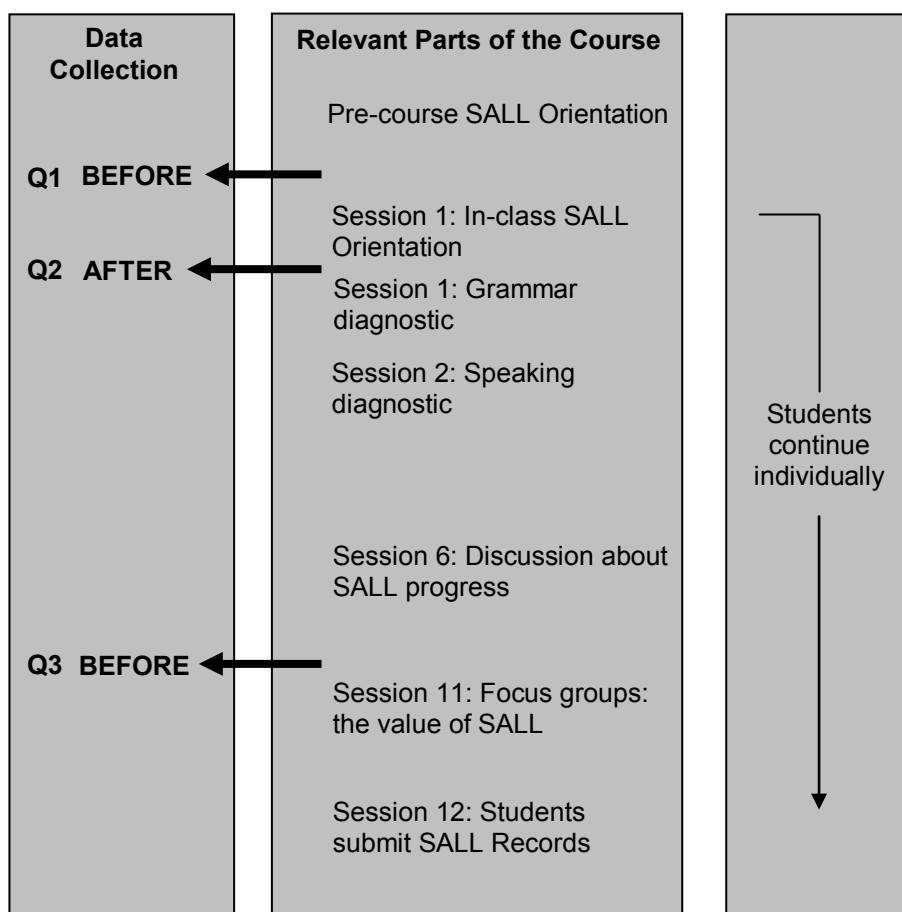 Data
Collection
Relevant Parts of the Course
Pre-course SALL Orientation
Q1 BEFORE
Session 1: In-class SALL
Orientation
Q2 AFTER
Session 1: Grammar
diagnostic
Session 2: Speaking
diagnostic
Students
continue
individually
Session 6: Discussion about
SALL progress
Q3 BEFORE
Session 11: Focus groups:
the value of SALL
Session 12: Students
submit SALL Records